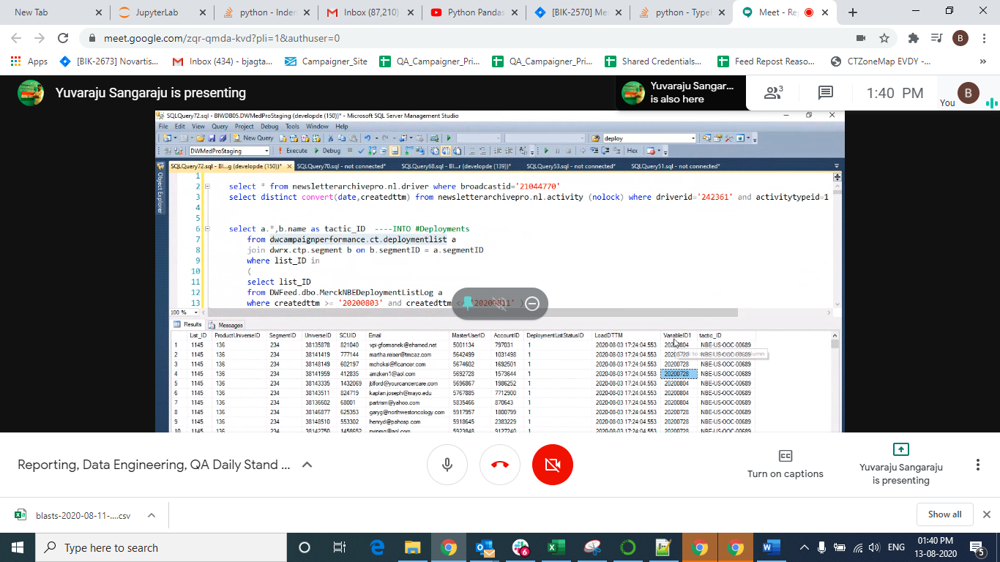 New Tab
JupyterLab
python - Inden
Inbox (87,210)
Python Pandas
[BIK-2570] Me
python - TypeE
Meet - Rep
meet.google.com/zqr-qmda-kvd?pli=1&authuser=0
B
Apps
[BIK-2673] Novartis...
Inbox (434) - bjagta...
Campaigner_Site
QA_Campaigner_Pri...
QA_Campaigner_Pri...
Shared Credentials...
Feed Repost Reaso...
CTZoneMap EVDY -...
»
Yuvaraju Sangaraju is presenting
Yuvaraju Sangar...
is also here
3
1:40 PM
You
B
SQLQuery72.sql - BIWDB05.DWMedProStaging (developde (150))* - Microsoft SQL Server Management Studio
File Edit View Query Project Debug Tools Window Help
New Query
deploy
DWMedProStaging
Execute
Debug
Hex
SQLQuery72.sql - BI...g (developde (150))*
SQLQuery70.sql - not connected*
SQLQuery68.sql - BI...r (developde (139))*
SQLQuery53.sql - not connected*
SQLQuery51.sql - not connected*
Object Explorer
1
2 select * from newsletterarchivepro.nl.driver where broadcastid='21044770'
3 select distinct convert(date,createdttm) from newsletterarchivepro.nl.activity (nolock) where driverid='242361' and activitytypeid=1
4
5
6 select a.*,b.name as tactic_ID ----INTO #Deployments
7 from dwcampaignperformance.ct.deploymentlist a
8 join dwrx.ctp.segment b on b.segmentID = a.segmentID
9 where list_ID in
10 (
11 select list_ID
12 from DWFeed.dbo.MerckNBEDeploymentListLog a
13 where createdttm >= '20200803' and createdttm <= '20200811' )
100 %
Results
Messages
List_ID ProductUniverseID SegmentID UniverseID SCUID Email MasterUserID AccountID DeploymentListStatusID LoadDTTM VariableID1 tactic_ID
1 1145 136 234 38135878 821040 vpi-gfomanek@ehsmed.net 5001134 797031 1 2020-08-03 17:24:04.553 20200804 NBE-US-OOC-00689
2 1145 136 234 38141419 777144 martha.reiser@tmcaz.com 5642499 1031498 1 2020-08-03 17:24:04.553 20200728 NBE-US-OOC-00689
3 1145 136 234 38148149 602197 mchokai@flcancer.com 5674602 1692501 1 2020-08-03 17:24:04.553 20200728 NBE-US-OOC-00689
4 1145 136 234 38141959 412835 amzken1@aol.com 5692728 1573644 1 2020-08-03 17:24:04.553 20200728 NBE-US-OOC-00689
5 1145 136 234 38143335 1432069 jtilford@yourcancercare.com 5696867 1986252 1 2020-08-03 17:24:04.553 20200804 NBE-US-OOC-00689
6 1145 136 234 38143511 824719 kaplan.joseph@mayo.edu 5767885 7712900 1 2020-08-03 17:24:04.553 20200804 NBE-US-OOC-00689
7 1145 136 234 38136602 68001 partrism@yahoo.com 5835466 870643 1 2020-08-03 17:24:04.553 20200804 NBE-US-OOC-00689
8 1145 136 234 38146877 625353 garyg@northwestoncology.com 5917957 1800799 1 2020-08-03 17:24:04.553 20200728 NBE-US-OOC-00689
9 1145 136 234 38148510 553302 henryd@pahosp.com 5918645 2383229 1 2020-08-03 17:24:04.553 20200728 NBE-US-OOC-00689
10 1145 136 234 38142750 1458652 5923848 9127240 1 2020-08-03 17:24:04.553 20200728 NBE-US-OOC-00689
Reporting, Data Engineering, QA Daily Stand ...
CC
Turn on captions
Yuvaraju Sangaraju
is presenting
blasts-2020-08-11-....csv
Show all
Type here to search
6
ENG
01:40 PM
13-08-2020
5